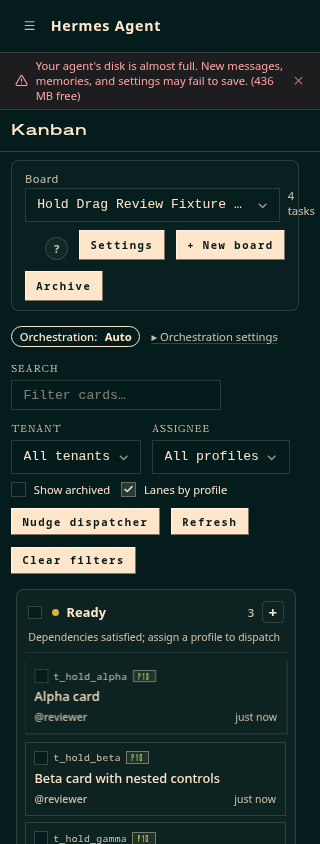 Hermes Agent
Your agent's disk is almost full. New messages,
memories, and settings may fail to save. (436
MB free)
Kanban
Board
Hold Drag Review Fixture …
4
tasks
?
Settings
+ New board
Archive
Orchestration: Auto
▸ Orchestration settings
SEARCH
Filter cards…
TENANT
ASSIGNEE
All tenants
All profiles
Show archived
Lanes by profile
Nudge dispatcher
Refresh
Clear filters
Ready
3
+
Dependencies satisfied; assign a profile to dispatch
t_hold_alpha P10
Alpha card
@reviewer
just now
t_hold_beta P10
Beta card with nested controls
@reviewer
just now
t_hold_gamma P10